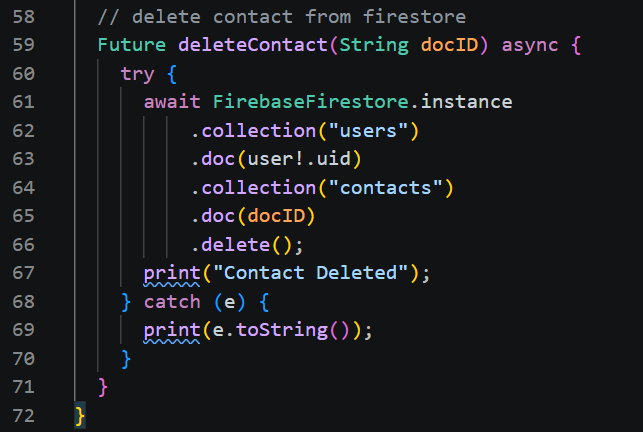 58 // delete contact from firestore
59 Future deleteContact(String docID) async {
60 try {
61 await FirebaseFirestore.instance
62 .collection("users")
63 .doc(user!.uid)
64 .collection("contacts")
65 .doc(docID)
66 .delete();
67 print("Contact Deleted");
68 } catch (e) {
69 print(e.toString());
70 }
71 }
72 }